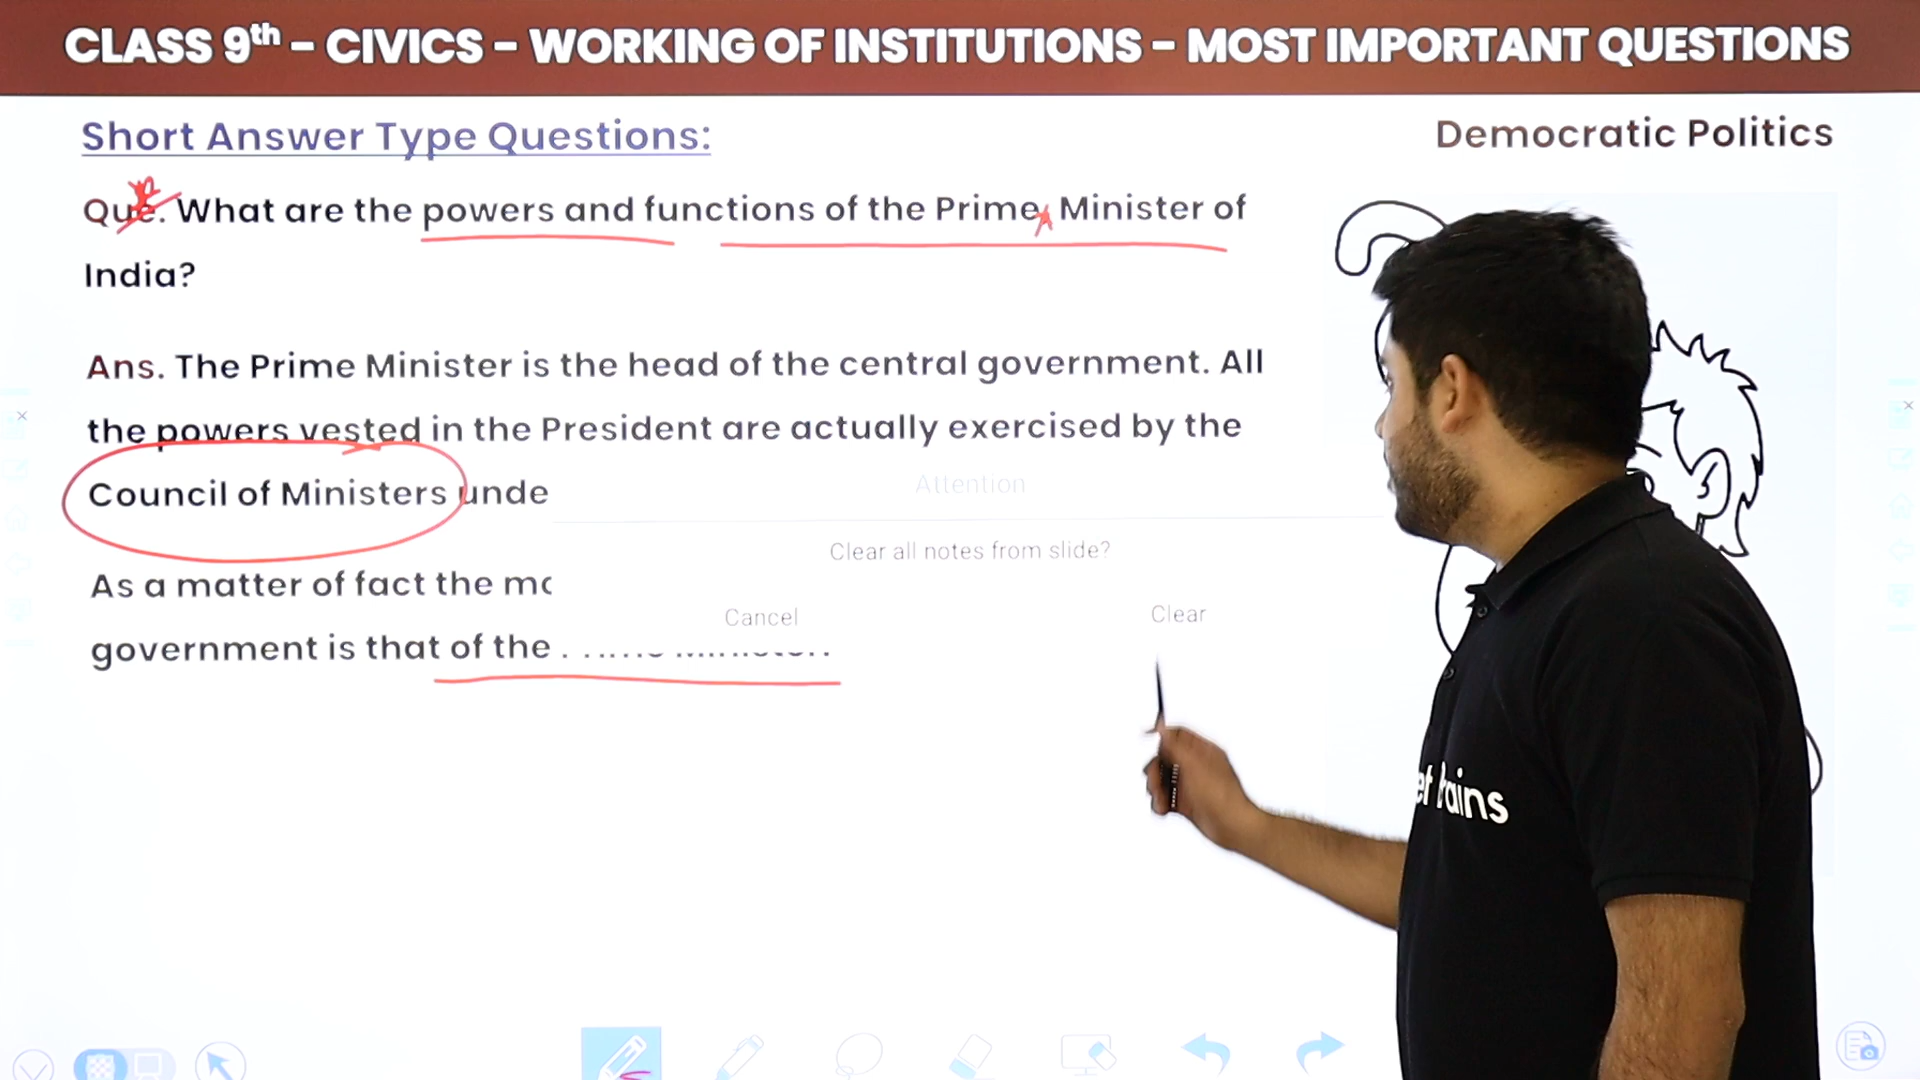 CLASS 9th – CIVICS – WORKING OF INSTITUTIONS – MOST IMPORTANT QUESTIONS
Short Answer Type Questions:
Democratic Politics
Que. What are the powers and functions of the Prime Minister of
India?
Ans. The Prime Minister is the head of the central government. All
the powers vested in the President are actually exercised by the
Council of Ministers unde
Attention
Clear all notes from slide?
As a matter of fact the mo
Cancel
Clear
government is that of the
et Brains